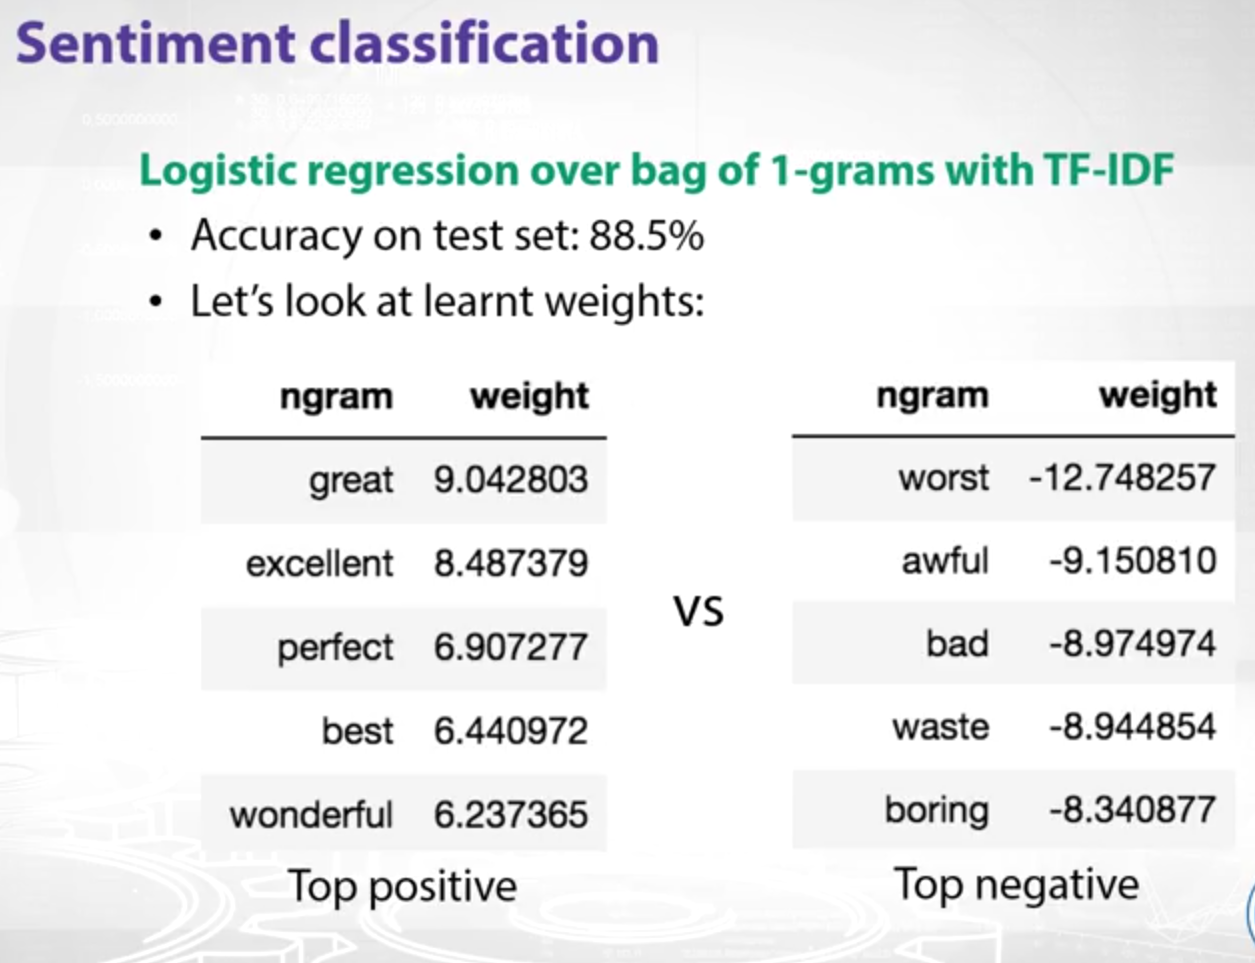 Sentiment classification
Logistic regression over bag of 1-grams with TF-IDF
• Accuracy on test set: 88.5%
• Let's look at learnt weights:
ngram weight
great 9.042803
excellent 8.487379
perfect 6.907277
best 6.440972
wonderful 6.237365
Top positive
vs
ngram weight
worst -12.748257
awful -9.150810
bad -8.974974
waste -8.944854
boring -8.340877
Top negative